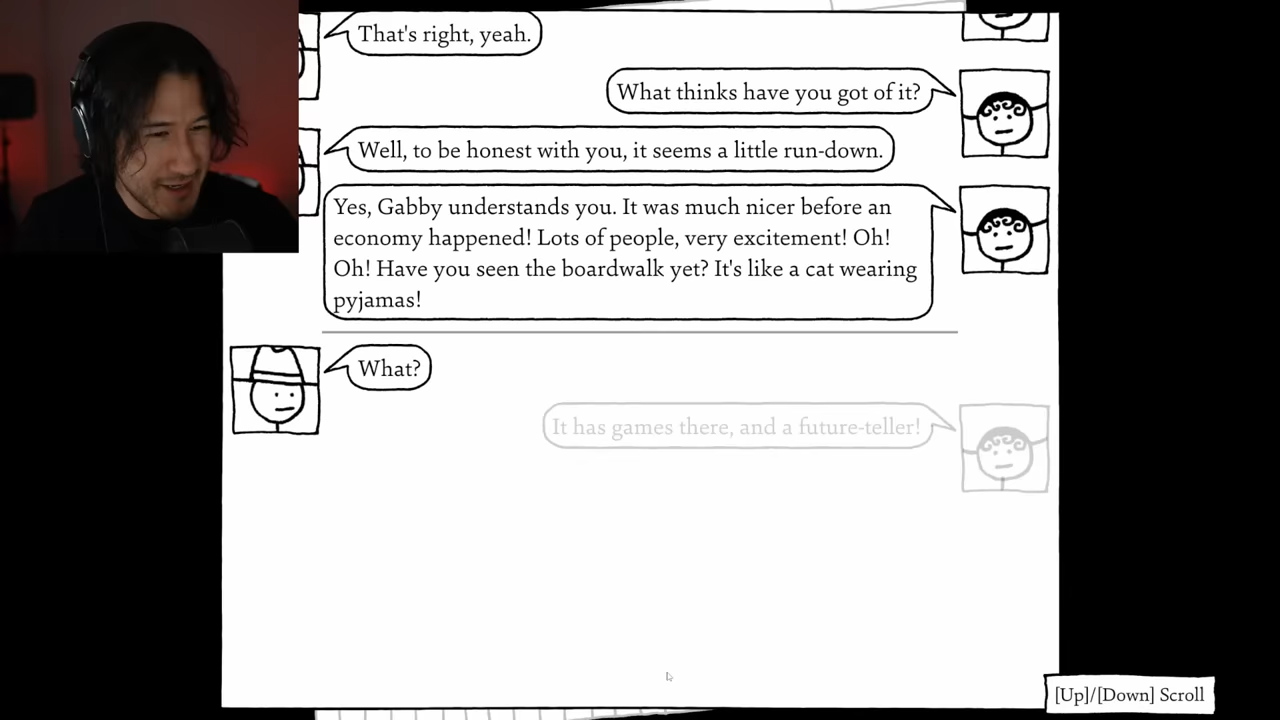 That's right, yeah.
What thinks have you got of it?
Well, to be honest with you, it seems a little run-down.
Yes, Gabby understands you. It was much nicer before an
economy happened! Lots of people, very excitement! Oh!
Oh! Have you seen the boardwalk yet? It's like a cat wearing
pyjamas!
What?
It has games there, and a future-teller!
[Up]/[Down] Scroll